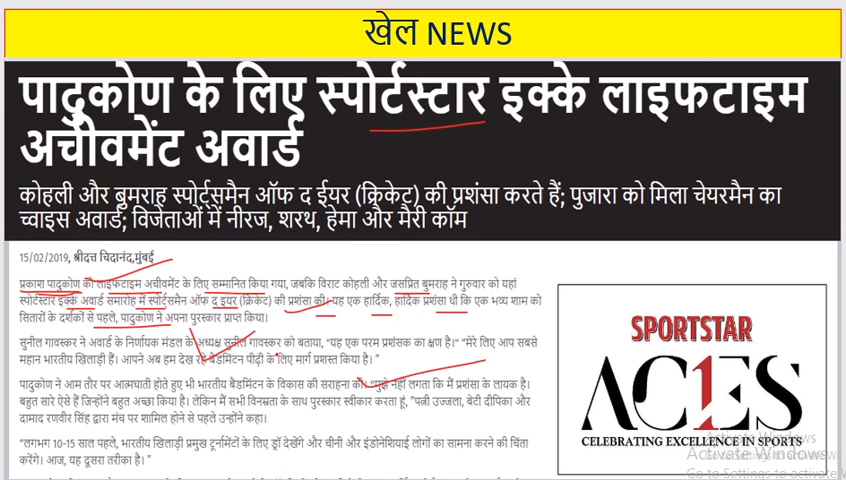 खेल NEWS
पादुकोण के लिए स्पोर्टस्टार इक्के लाइफटाइम
अचीवमेंट अवार्ड
कोहली और बुमराह स्पोर्ट्समैन ऑफ द ईयर (क्रिकेट) की प्रशंसा करते हैं; पुजारा को मिला चेयरमैन का
च्वाइस अवार्ड; विजेताओं में नीरज, शरथ, हेमा और मैरी कॉम
15/02/2019, श्रीदत्त चिदानंद,मुंबई
प्रकाश पादुकोण को लाइफटाइम अचीवमेंट के लिए सम्मानित किया गया, जबकि विराट कोहली और जसप्रित बुमराह ने गुरुवार को यहां
स्पोर्टस्टार इक्के अवार्ड समारोह में स्पोर्ट्समैन ऑफ द इयर (क्रिकेट) की प्रशंसा की। यह एक हार्दिक, हार्दिक प्रशंसा थी कि एक भव्य शाम को
सितारों के दर्शकों से पहले, पादुकोण ने अपना पुरस्कार प्राप्त किया।
सुनील गावस्कर ने अवार्ड के निर्णायक मंडल के अध्यक्ष सुनील गावस्कर को बताया, "यह एक परम प्रशंसक का क्षण है।" "मेरे लिए आप सबसे
महान भारतीय खिलाड़ी हैं। आपने अब हम देख रहे बैडमिंटन पीढ़ी के लिए मार्ग प्रशस्त किया है। "
पादुकोण ने आम तौर पर आत्मघाती होते हुए भी भारतीय बैडमिंटन के विकास की सराहना की। "मुझे नहीं लगता कि मैं प्रशंसा के लायक है।
बहुत सारे ऐसे हैं जिन्होंने बहुत अच्छा किया है। लेकिन मैं सभी विनम्रता के साथ पुरस्कार स्वीकार करता हूं, "पत्नी उज्जला, बेटी दीपिका और
दामाद रणवीर सिंह द्वारा मंच पर शामिल होने से पहले उन्होंने कहा।
"लगभग 10-15 साल पहले, भारतीय खिलाड़ी प्रमुख टूर्नामेंटों के लिए ड्रॉ देखेंगे और चीनी और इंडोनेशियाई लोगों का सामना करने की चिंता
करेंगे। आज, यह दूसरा तरीका है। "
SPORTSTAR
ACES
CELEBRATING EXCELLENCE IN SPORTS
Activate Windows
Go to Settings to activate